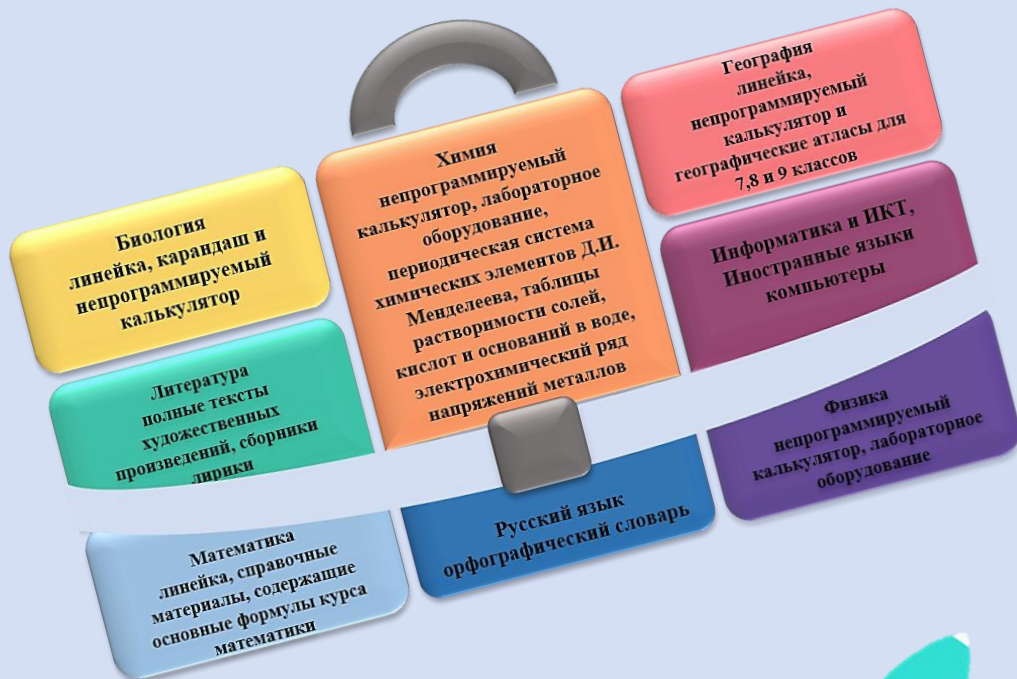 Биология
линейка, карандаш и
непрограммируемый
калькулятор
Литература
полные тексты
художественных
произведений, сборники
лирики
Математика
линейка, справочные
материалы, содержащие
основные формулы курса
математики
Химия
непрограммируемый
калькулятор, лабораторное
оборудование,
периодическая система
химических элементов Д.И.
Менделеева, таблицы
растворимости солей,
кислот и оснований в воде,
электрохимический ряд
напряжений металлов
Русский язык
орфографический словарь
География
линейка,
непрограммируемый
калькулятор и
географические атласы для
7,8 и 9 классов
Информатика и ИКТ,
Иностранные языки
компьютеры
Физика
непрограммируемый
калькулятор, лабораторное
оборудование